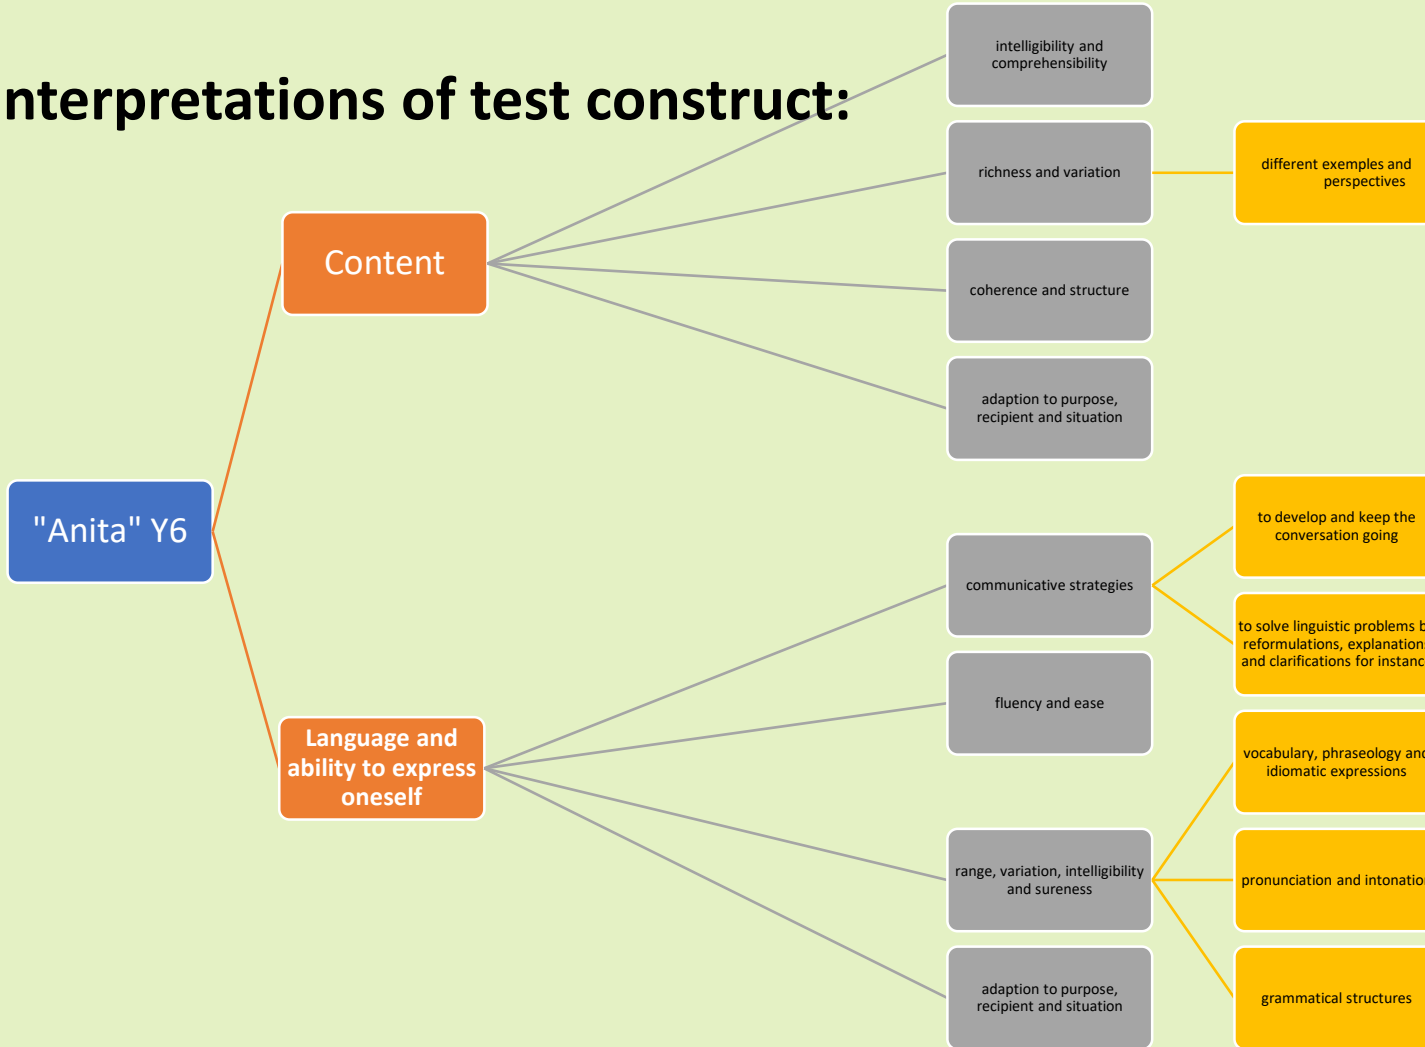 nterpretations of test construct:
"Anita" Y6
Content
intelligibility and
comprehensibility
richness and variation
different exemples and
perspectives
coherence and structure
adaption to purpose,
recipient and situation
Language and
ability to express
oneself
communicative strategies
to develop and keep the
conversation going
to solve linguistic problems b
reformulations, explanation
and clarifications for instanc
fluency and ease
range, variation, intelligibility
and sureness
vocabulary, phraseology and
idiomatic expressions
pronunciation and intonation
grammatical structures
adaption to purpose,
recipient and situation